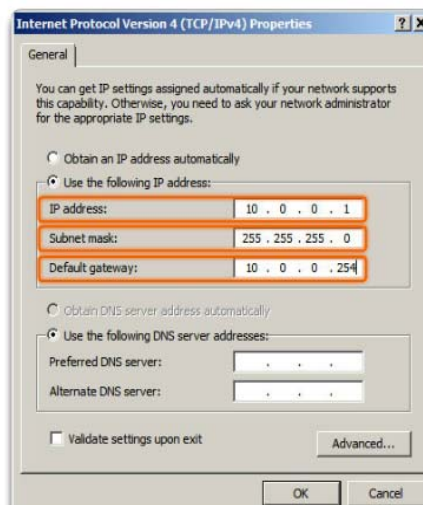 Internet Protocol Version 4 (TCP/IPv4) Properties ? X
General
You can get IP settings assigned automatically if your network supports
this capability. Otherwise, you need to ask your network administrator
for the appropriate IP settings.
Obtain an IP address automatically
Use the following IP address:
IP address: 10 . 0 . 0 . 1
Subnet mask: 255 . 255 . 255 . 0
Default gateway: 10 . 0 . 0 . 254
Obtain DNS server address automatically
Use the following DNS server addresses:
Preferred DNS server: . . .
Alternate DNS server: . . .
Validate settings upon exit
Advanced...
OK Cancel